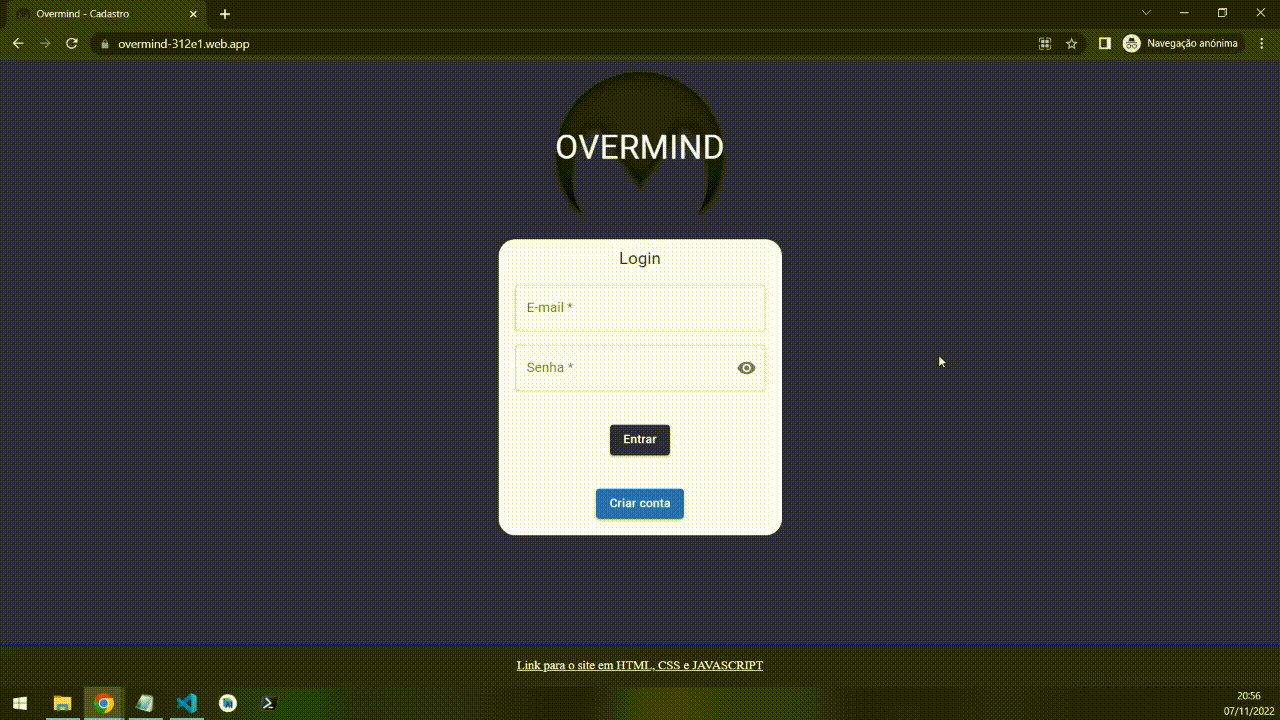 Overmind - Cadastro
overmind-312e1.web.app
Navegação anónima
OVERMIND
Login
E-mail *
Senha *
Entrar
Criar conta
Link para o site em HTML, CSS e JAVASCRIPT
20:56
07/11/2022